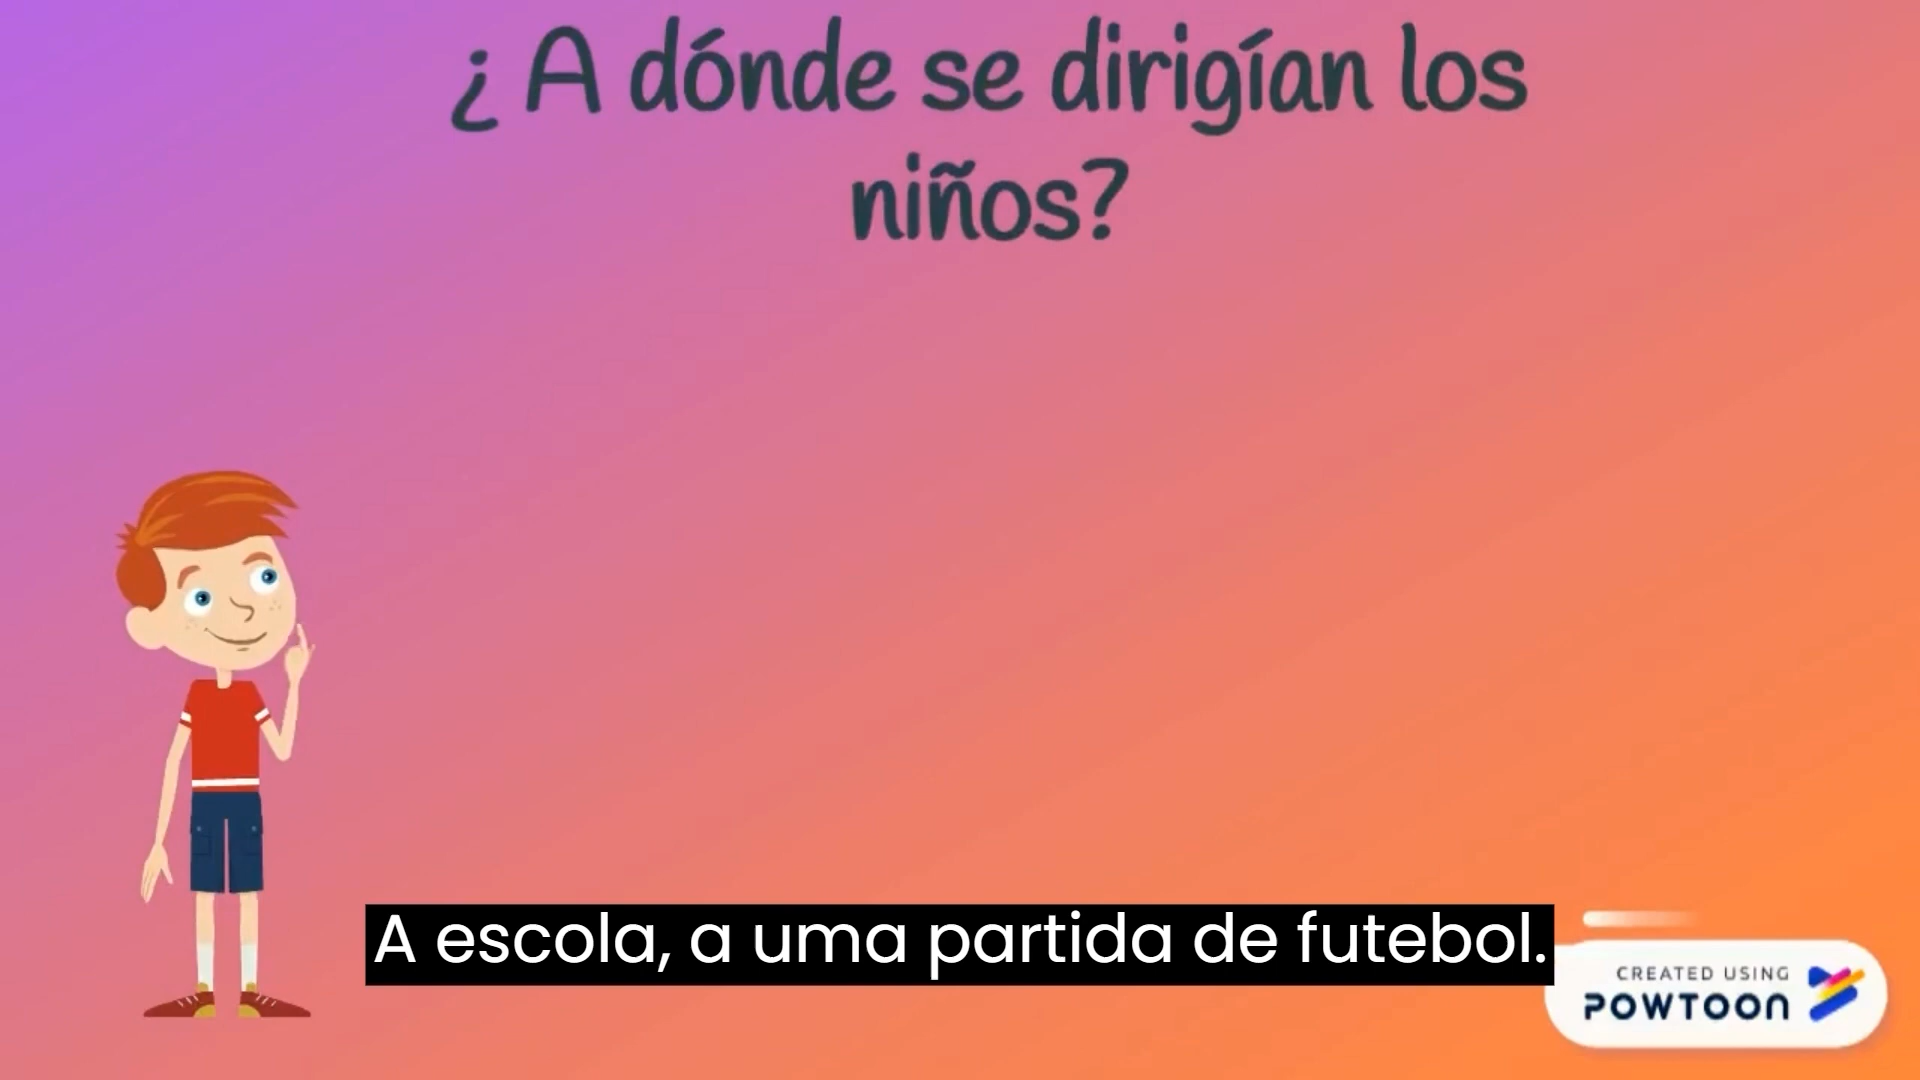 ¿ A dónde se dirigían los
niños?
A escola, a uma partida de futebol.
CREATED USING
POWTOON